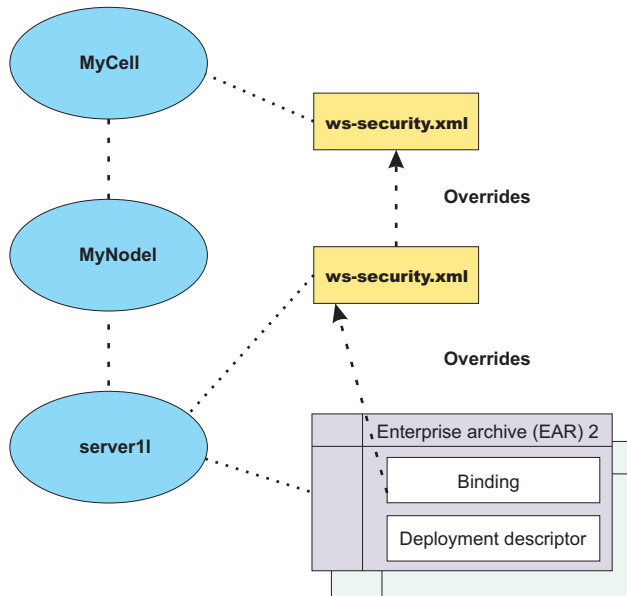 MyCell
ws-security.xml
Overrides
MyNodel
ws-security.xml
Overrides
server1l
Enterprise archive (EAR) 2
Binding
Deployment descriptor